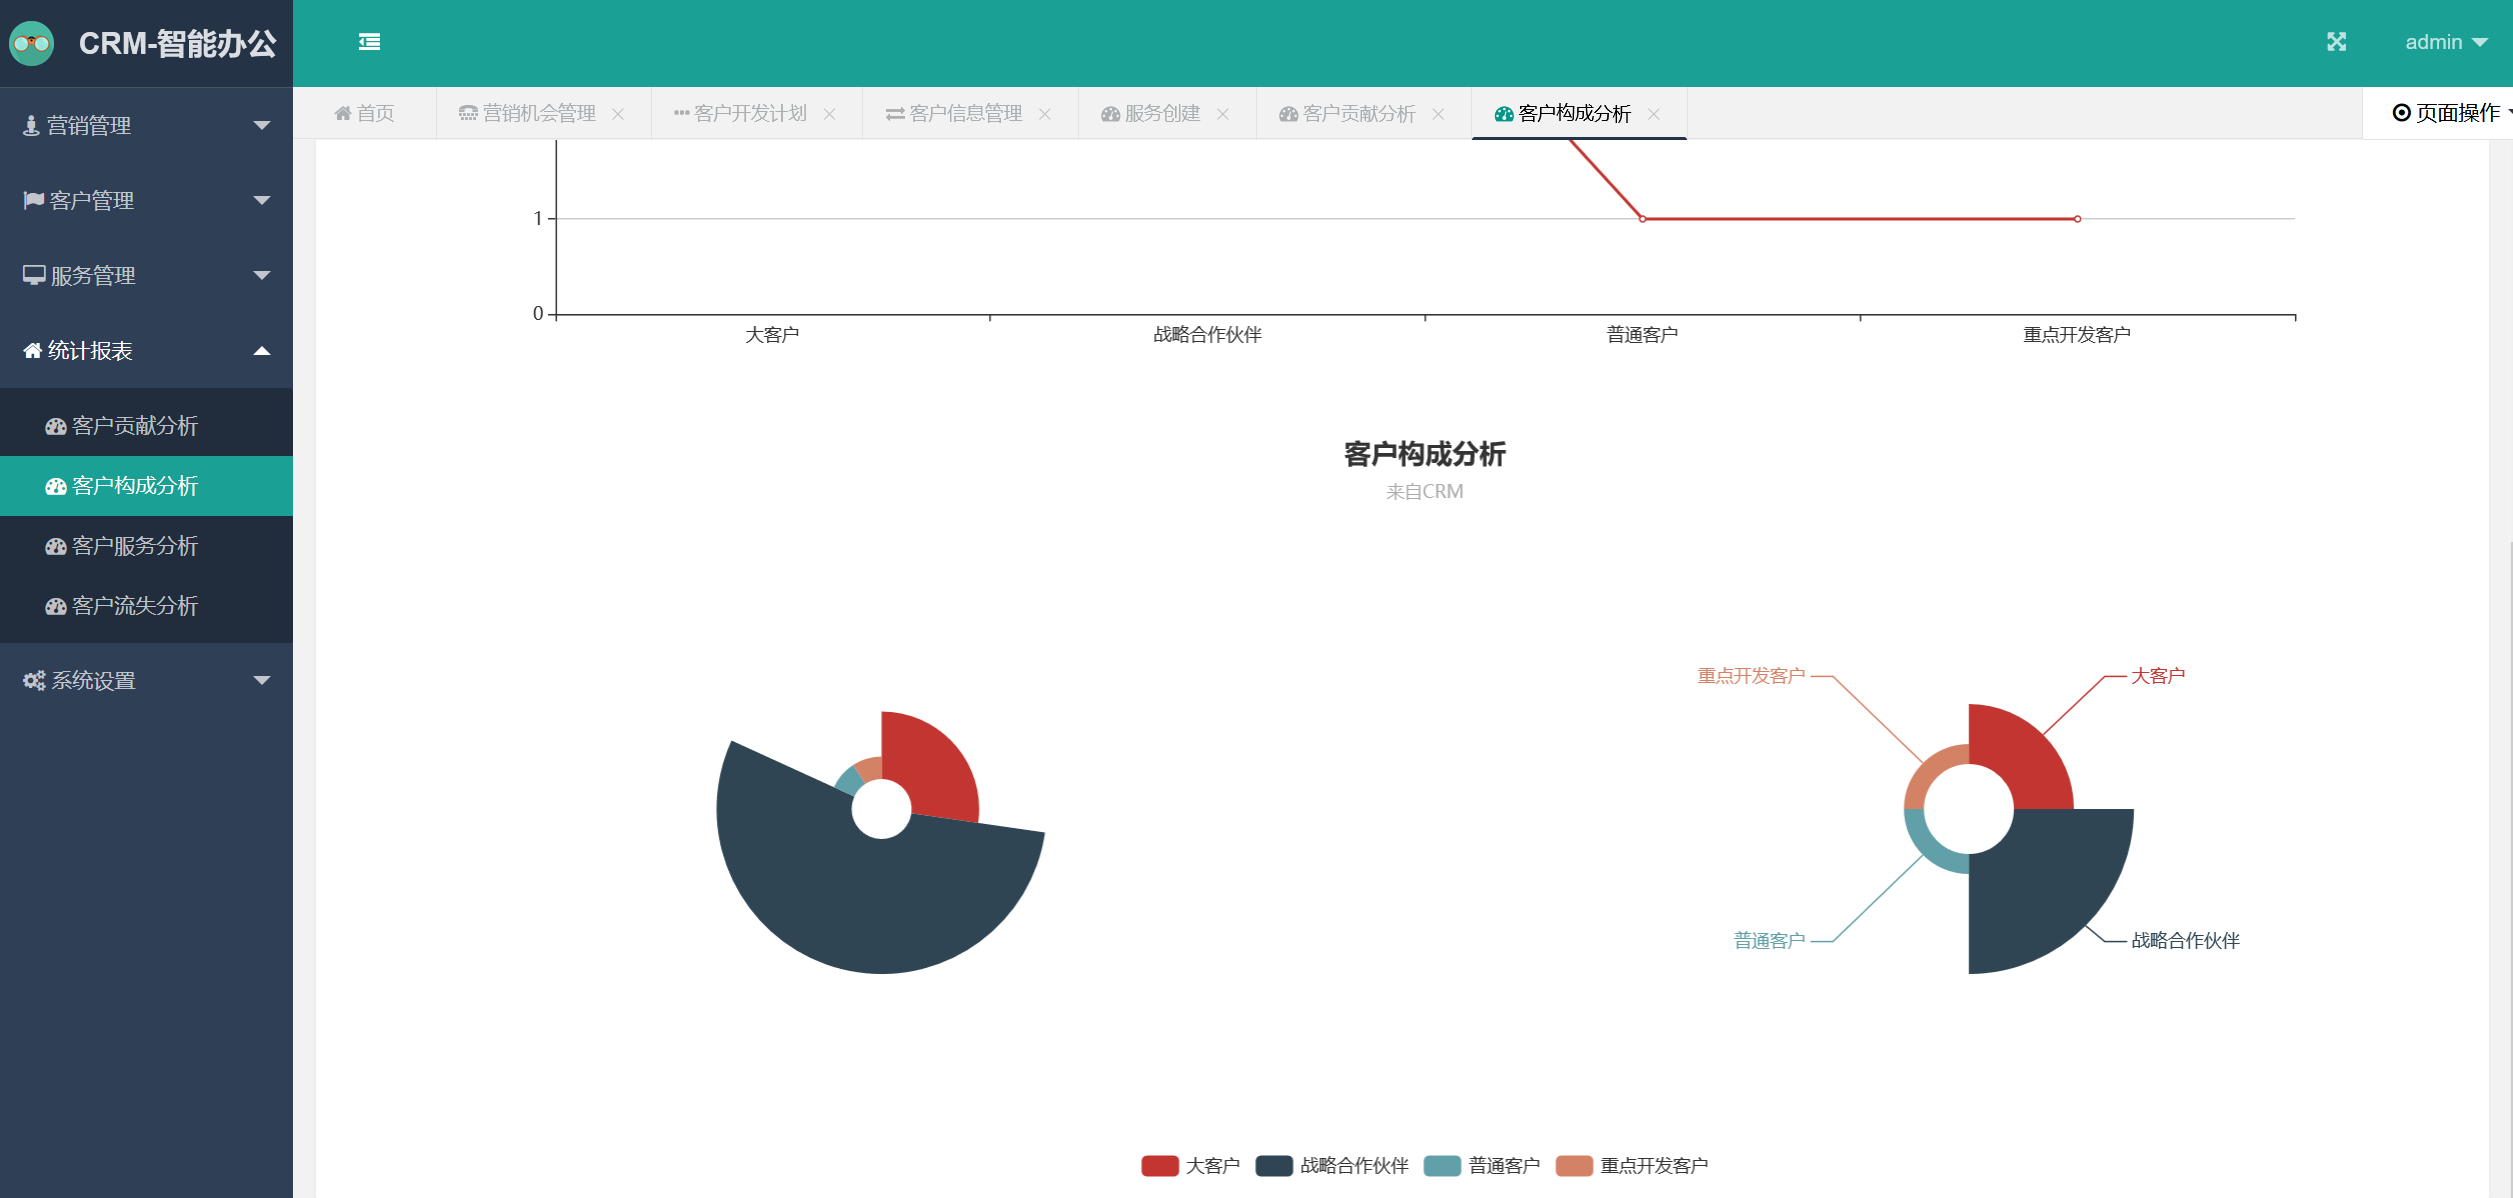 CRM-智能办公
admin
首页
营销机会管理
客户开发计划
客户信息管理
服务创建
客户贡献分析
客户构成分析
页面操作
营销管理
客户管理
服务管理
统计报表
客户贡献分析
客户构成分析
客户服务分析
客户流失分析
系统设置
1
0
大客户
战略合作伙伴
普通客户
重点开发客户
客户构成分析
来自CRM
重点开发客户
大客户
普通客户
战略合作伙伴
大客户
战略合作伙伴
普通客户
重点开发客户